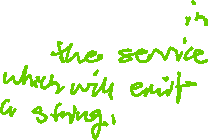 in
the service
which will emit
a string,